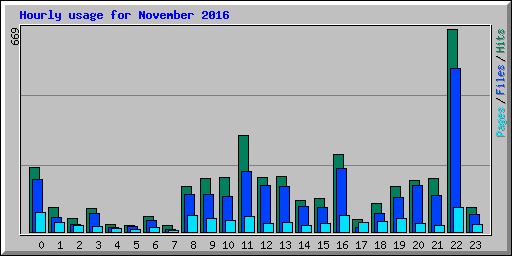 Hourly usage for November 2016
669
Pages / Files / Hits
0 1 2 3 4 5 6 7 8 9 10 11 12 13 14 15 16 17 18 19 20 21 22 23